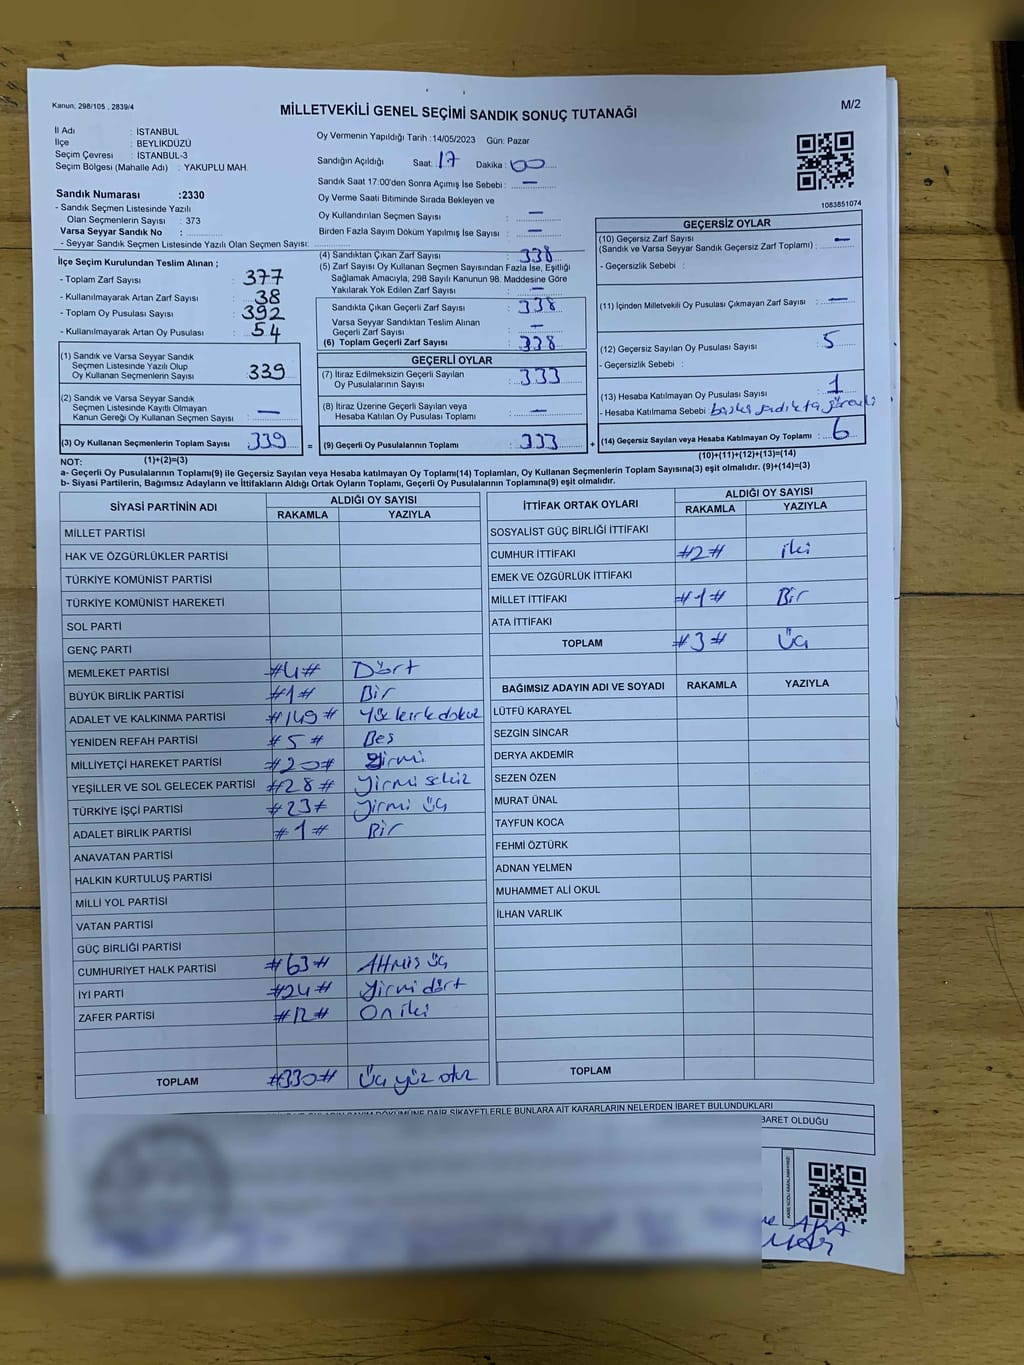 Kanun; 298/105 , 2839/4
MİLLETVEKİLİ GENEL SEÇİMİ SANDIK SONUÇ TUTANAĞI
M/2
İl Adı : İSTANBUL
İlçe : BEYLİKDÜZÜ
Seçim Çevresi : İSTANBUL-3
Seçim Bölgesi (Mahalle Adı) : YAKUPLU MAH.
Sandık Numarası :2330
- Sandık Seçmen Listesinde Yazılı
Olan Seçmenlerin Sayısı : 373
Varsa Seyyar Sandık No :
- Seyyar Sandık Seçmen Listesinde Yazılı Olan Seçmen Sayısı:
Oy Vermenin Yapıldığı Tarih :14/05/2023 Gün: Pazar
Sandığın Açıldığı Saat: 17 Dakika: 00
Sandık Saat 17:00'den Sonra Açımış İse Sebebi : —
Oy Verme Saati Bitiminde Sırada Bekleyen ve
Oy Kullandırılan Seçmen Sayısı : —
Birden Fazla Sayım Döküm Yapılmış İse Sayısı : —
1083851074
İlçe Seçim Kurulundan Teslim Alınan ;
- Toplam Zarf Sayısı : 377
- Kullanılmayarak Artan Zarf Sayısı : 38
- Toplam Oy Pusulası Sayısı : 392
- Kullanılmayarak Artan Oy Pusulası : 54
(1) Sandık ve Varsa Seyyar Sandık
Seçmen Listesinde Yazılı Olup
Oy Kullanan Seçmenlerin Sayısı : 339
(2) Sandık ve Varsa Seyyar Sandık
Seçmen Listesinde Kayıtlı Olmayan
Kanun Gereği Oy Kullanan Seçmen Sayısı : —
(3) Oy Kullanan Seçmenlerin Toplam Sayısı : 339
(1)+(2)=(3)
(4) Sandıktan Çıkan Zarf Sayısı : 338
(5) Zarf Sayısı Oy Kullanan Seçmen Sayısından Fazla İse, Eşitliği
Sağlamak Amacıyla, 298 Sayılı Kanunun 98. Maddesine Göre
Yakılarak Yok Edilen Zarf Sayısı : —
Sandıkta Çıkan Geçerli Zarf Sayısı : 338
Varsa Seyyar Sandıktan Teslim Alınan
Geçerli Zarf Sayısı : —
(6) Toplam Geçerli Zarf Sayısı : 338
GEÇERLİ OYLAR
(7) İtiraz Edilmeksizin Geçerli Sayılan
Oy Pusulalarının Sayısı : 333
(8) İtiraz Üzerine Geçerli Sayılan veya
Hesaba Katılan Oy Pusulası Toplamı : —
= (9) Geçerli Oy Pusulalarının Toplamı : 333
GEÇERSİZ OYLAR
(10) Geçersiz Zarf Sayısı
(Sandık ve Varsa Seyyar Sandık Geçersiz Zarf Toplamı) : —
- Geçersizlik Sebebi :
(11) İçinden Milletvekili Oy Pusulası Çıkmayan Zarf Sayısı : —
(12) Geçersiz Sayılan Oy Pusulası Sayısı : 5
- Geçersizlik Sebebi :
(13) Hesaba Katılmayan Oy Pusulası Sayısı : 1
- Hesaba Katılmama Sebebi : başka sandıkta görevli
+ (14) Geçersiz Sayılan veya Hesaba Katılmayan Oy Toplamı : 6
(10)+(11)+(12)+(13)=(14)
NOT:
a- Geçerli Oy Pusulalarının Toplamı(9) ile Geçersiz Sayılan veya Hesaba katılmayan Oy Toplamı(14) Toplamları, Oy Kullanan Seçmenlerin Toplam Sayısına(3) eşit olmalıdır. (9)+(14)=(3)
b- Siyasi Partilerin, Bağımsız Adayların ve İttifakların Aldığı Ortak Oyların Toplamı, Geçerli Oy Pusulalarının Toplamına(9) eşit olmalıdır.
SİYASİ PARTİNİN ADI ALDIĞI OY SAYISI
RAKAMLA YAZIYLA
MİLLET PARTİSİ
HAK VE ÖZGÜRLÜKLER PARTİSİ
TÜRKİYE KOMÜNİST PARTİSİ
TÜRKİYE KOMÜNİST HAREKETİ
SOL PARTİ
GENÇ PARTİ
MEMLEKET PARTİSİ #4# Dört
BÜYÜK BİRLİK PARTİSİ #1# Bir
ADALET VE KALKINMA PARTİSİ #149# Yüz kırk dokuz
YENİDEN REFAH PARTİSİ #5# Beş
MİLLİYETÇİ HAREKET PARTİSİ #20# Yirmi
YEŞİLLER VE SOL GELECEK PARTİSİ #28# Yirmi sekiz
TÜRKİYE İŞÇİ PARTİSİ #23# Yirmi üç
ADALET BİRLİK PARTİSİ #1# Bir
ANAVATAN PARTİSİ
HALKIN KURTULUŞ PARTİSİ
MİLLİ YOL PARTİSİ
VATAN PARTİSİ
GÜÇ BİRLİĞİ PARTİSİ
CUMHURİYET HALK PARTİSİ #63# Atmış üç
İYİ PARTİ #24# Yirmi dört
ZAFER PARTİSİ #12# On iki
TOPLAM #330# Üç yüz otuz
İTTİFAK ORTAK OYLARI ALDIĞI OY SAYISI
RAKAMLA YAZIYLA
SOSYALİST GÜÇ BİRLİĞİ İTTİFAKI
CUMHUR İTTİFAKI #2# iki
EMEK VE ÖZGÜRLÜK İTTİFAKI
MİLLET İTTİFAKI #1# Bir
ATA İTTİFAKI
TOPLAM #3# Üç
BAĞIMSIZ ADAYIN ADI VE SOYADI RAKAMLA YAZIYLA
LÜTFÜ KARAYEL
SEZGİN SİNCAR
DERYA AKDEMİR
SEZEN ÖZEN
MURAT ÜNAL
TAYFUN KOCA
FEHMİ ÖZTÜRK
ADNAN YELMEN
MUHAMMET ALİ OKUL
İLHAN VARLIK
TOPLAM
SAYIM DÖKÜMÜNE DAİR ŞİKAYETLERLE BUNLARA AİT KARARLARIN NELERDEN İBARET BULUNDUKLARI
BARET OLDUĞU
AKA